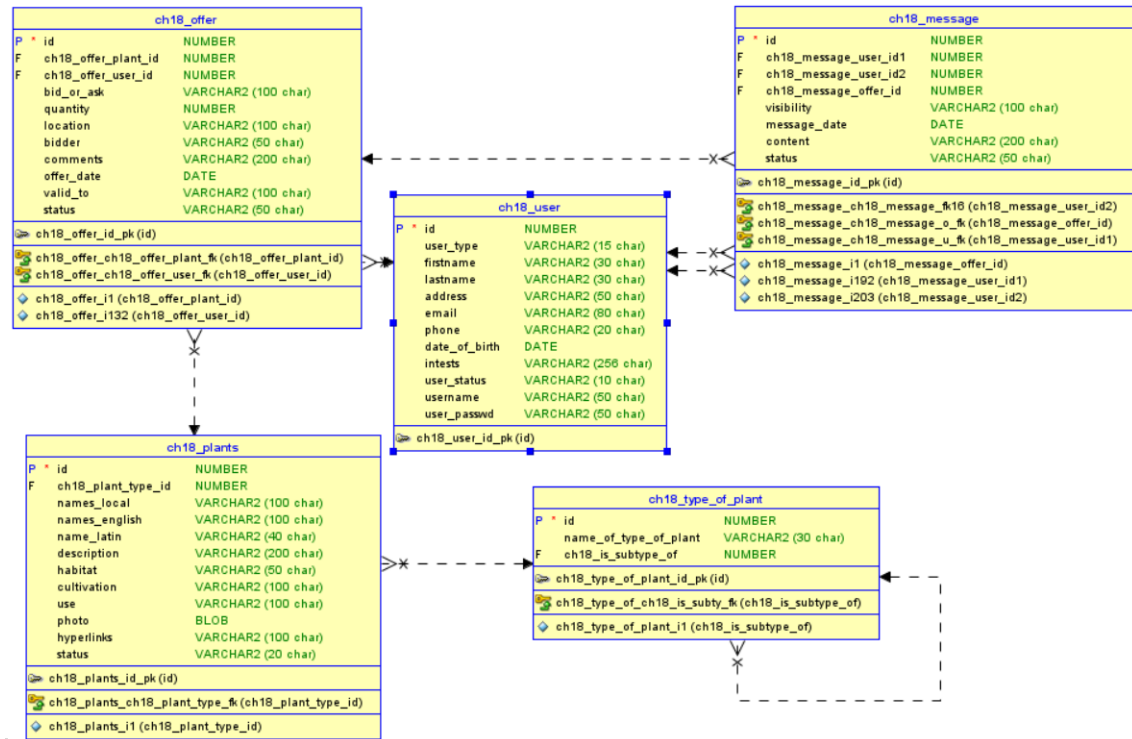 ch18_offer
P * id NUMBER
F ch18_offer_plant_id NUMBER
F ch18_offer_user_id NUMBER
bid_or_ask VARCHAR2 (100 char)
quantity NUMBER
location VARCHAR2 (100 char)
bidder VARCHAR2 (50 char)
comments VARCHAR2 (200 char)
offer_date DATE
valid_to VARCHAR2 (100 char)
status VARCHAR2 (50 char)
ch18_offer_id_pk (id)
ch18_offer_ch18_offer_plant_fk (ch18_offer_plant_id)
ch18_offer_ch18_offer_user_fk (ch18_offer_user_id)
ch18_offer_i1 (ch18_offer_plant_id)
ch18_offer_i132 (ch18_offer_user_id)
ch18_message
P * id NUMBER
F ch18_message_user_id1 NUMBER
F ch18_message_user_id2 NUMBER
F ch18_message_offer_id NUMBER
visibility VARCHAR2 (100 char)
message_date DATE
content VARCHAR2 (200 char)
status VARCHAR2 (50 char)
ch18_message_id_pk (id)
ch18_message_ch18_message_fk16 (ch18_message_user_id2)
ch18_message_ch18_message_o_fk (ch18_message_offer_id)
ch18_message_ch18_message_u_fk (ch18_message_user_id1)
ch18_message_i1 (ch18_message_offer_id)
ch18_message_i192 (ch18_message_user_id1)
ch18_message_i203 (ch18_message_user_id2)
ch18_user
P * id NUMBER
user_type VARCHAR2 (15 char)
firstname VARCHAR2 (30 char)
lastname VARCHAR2 (30 char)
address VARCHAR2 (50 char)
email VARCHAR2 (80 char)
phone VARCHAR2 (20 char)
date_of_birth DATE
intests VARCHAR2 (256 char)
user_status VARCHAR2 (10 char)
username VARCHAR2 (50 char)
user_passwd VARCHAR2 (50 char)
ch18_user_id_pk (id)
ch18_plants
P * id NUMBER
F ch18_plant_type_id NUMBER
names_local VARCHAR2 (100 char)
names_english VARCHAR2 (100 char)
name_latin VARCHAR2 (40 char)
description VARCHAR2 (200 char)
habitat VARCHAR2 (50 char)
cultivation VARCHAR2 (100 char)
use VARCHAR2 (100 char)
photo BLOB
hyperlinks VARCHAR2 (100 char)
status VARCHAR2 (20 char)
ch18_plants_id_pk (id)
ch18_plants_ch18_plant_type_fk (ch18_plant_type_id)
ch18_plants_i1 (ch18_plant_type_id)
ch18_type_of_plant
P * id NUMBER
name_of_type_of_plant VARCHAR2 (30 char)
F ch18_is_subtype_of NUMBER
ch18_type_of_plant_id_pk (id)
ch18_type_of_ch18_is_subty_fk (ch18_is_subtype_of)
ch18_type_of_plant_i1 (ch18_is_subtype_of)